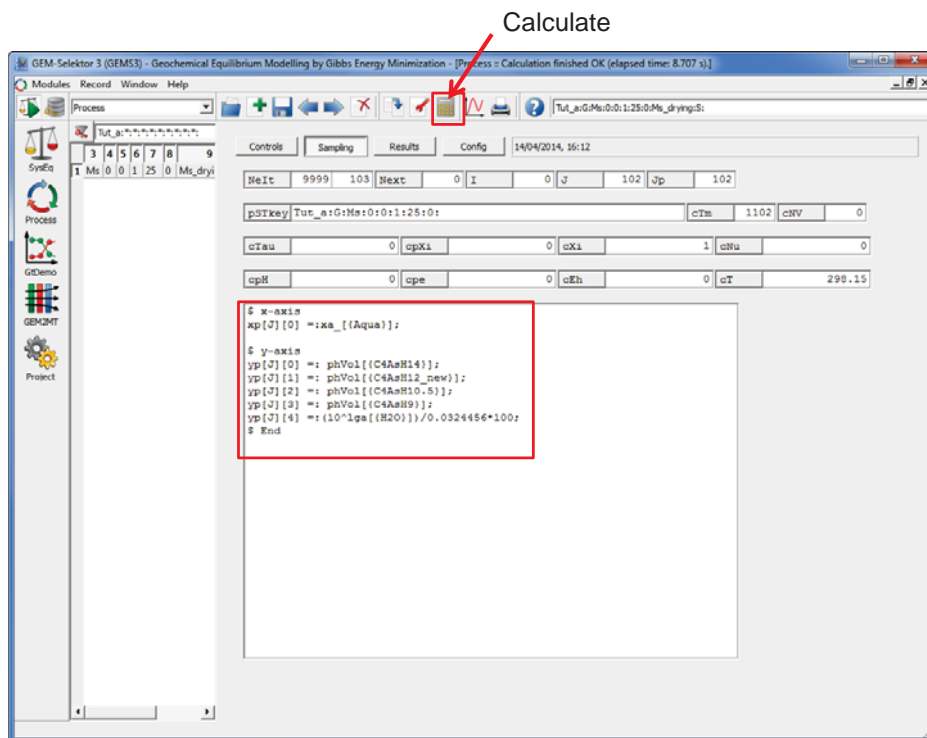 Calculate
GEM-Selektor 3 (GEMS3) - Geochemical Equilibrium Modelling by Gibbs Energy Minimization - [Process :: Calculation finished OK (elapsed time: 8.707 s).]
Modules Record Window Help
Process Tut_a:G:Ms:0:0:1:25:0:Ms_drying:S:
Tut_a:*:*:*:*:*:*:*:*:*:
3 4 5 6 7 8 9
1 Ms 0 0 1 25 0 Ms_dryi
SysEq
Process
GtDemo
GEM2MT
Project
Controls Sampling Results Config 14/04/2014, 16:12
NeIt 9999 103 Next 0 I 0 J 102 Jp 102
pSTkey Tut_a:G:Ms:0:0:1:25:0: cTm 1102 cNV 0
cTau 0 cpXi 0 cXi 1 cNu 0
cpH 0 cpe 0 cEh 0 cT 298.15
$ x-axis
xp[J][0] =:xa_[{Aqua}];
$ y-axis
yp[J][0] =: phVol[{C4AsH14}];
yp[J][1] =: phVol[{C4AsH12_new}];
yp[J][2] =: phVol[{C4AsH10.5}];
yp[J][3] =: phVol[{C4AsH9}];
yp[J][4] =:(10^lga[{H2O}])/0.0324456*100;
$ End